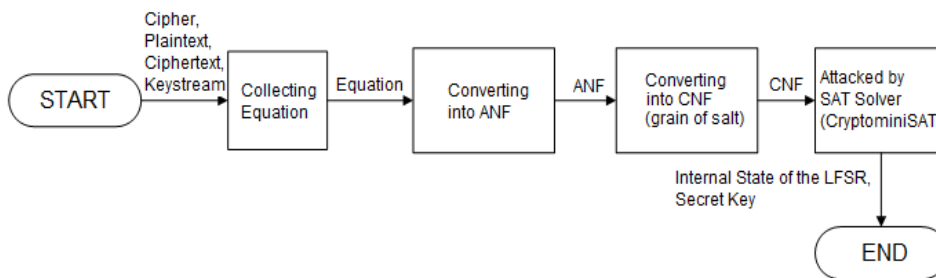 Cipher,
Plaintext,
Ciphertext,
Keystream
START
Collecting
Equation
Equation
Converting
into ANF
ANF
Converting
into CNF
(grain of salt)
CNF
Attacked by
SAT Solver
(CryptominiSAT
Internal State of the LFSR,
Secret Key
END